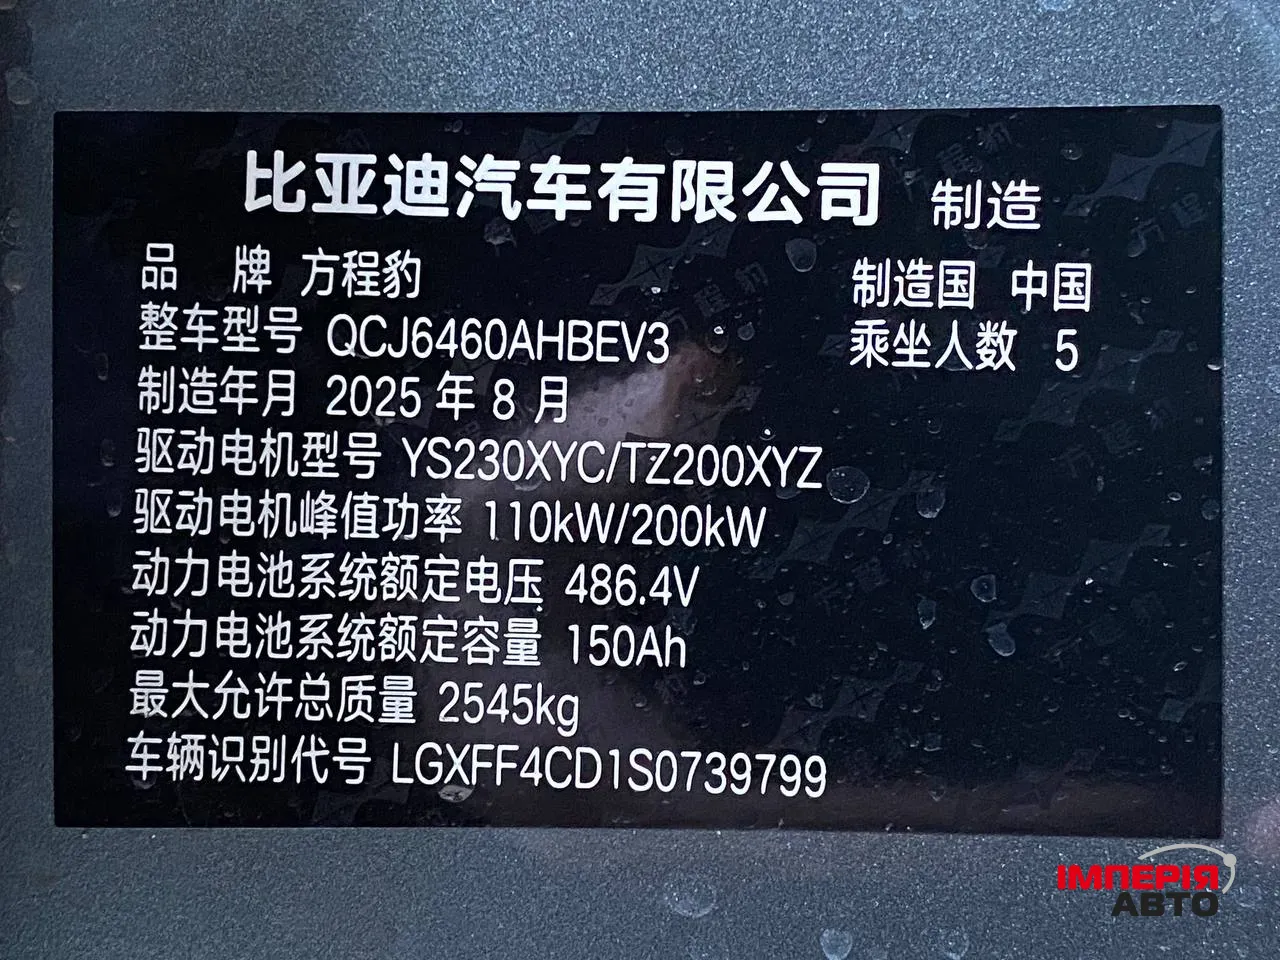 比亚迪汽车有限公司 制造
品 牌 方程豹 制造国 中国
整车型号 QCJ6460AHBEV3 乘坐人数 5
制造年月 2025 年 8 月
驱动电机型号 YS230XYC/TZ200XYZ
驱动电机峰值功率 110kW/200kW
动力电池系统额定电压 486.4V
动力电池系统额定容量 150Ah
最大允许总质量 2545kg
车辆识别代号 LGXFF4CD1S0739799
ІМПЕРІЯ
АВТО